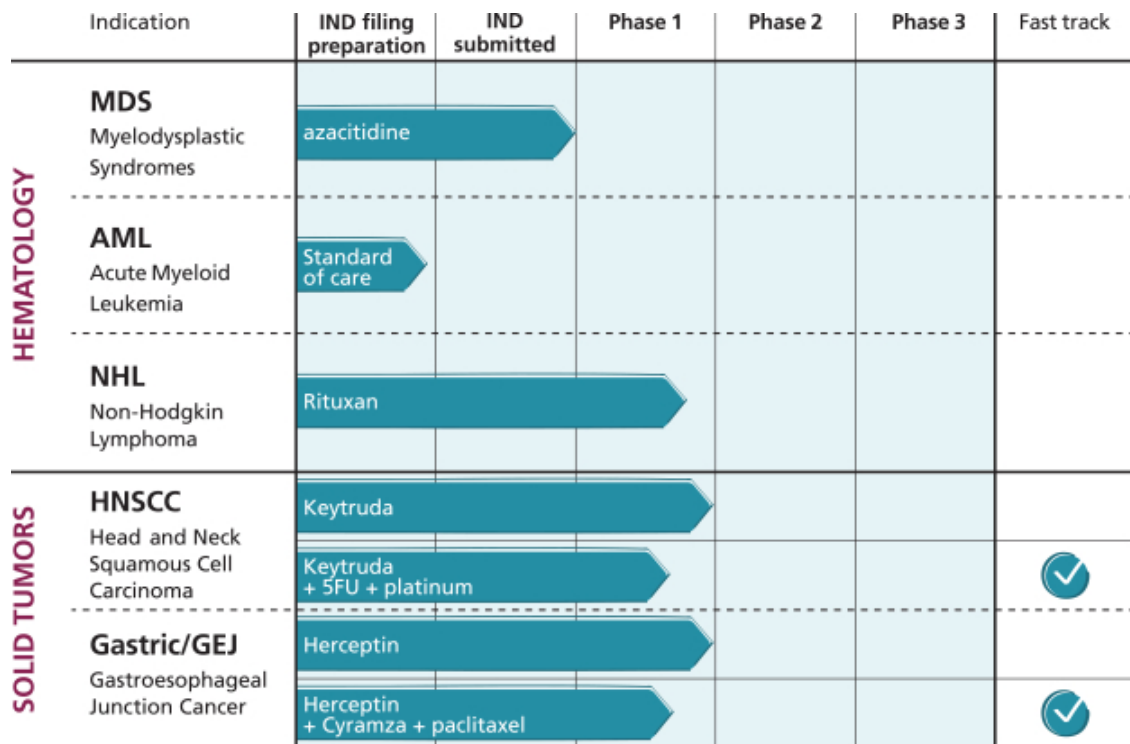 Indication
IND filing
preparation
IND
submitted
Phase 1
Phase 2
Phase 3
Fast track
HEMATOLOGY
MDS
Myelodysplastic
Syndromes
azacitidine
AML
Acute Myeloid
Leukemia
Standard
of care
NHL
Non-Hodgkin
Lymphoma
Rituxan
SOLID TUMORS
HNSCC
Head and Neck
Squamous Cell
Carcinoma
Keytruda
Keytruda
+ 5FU + platinum
Gastric/GEJ
Gastroesophageal
Junction Cancer
Herceptin
Herceptin
+ Cyramza + paclitaxel